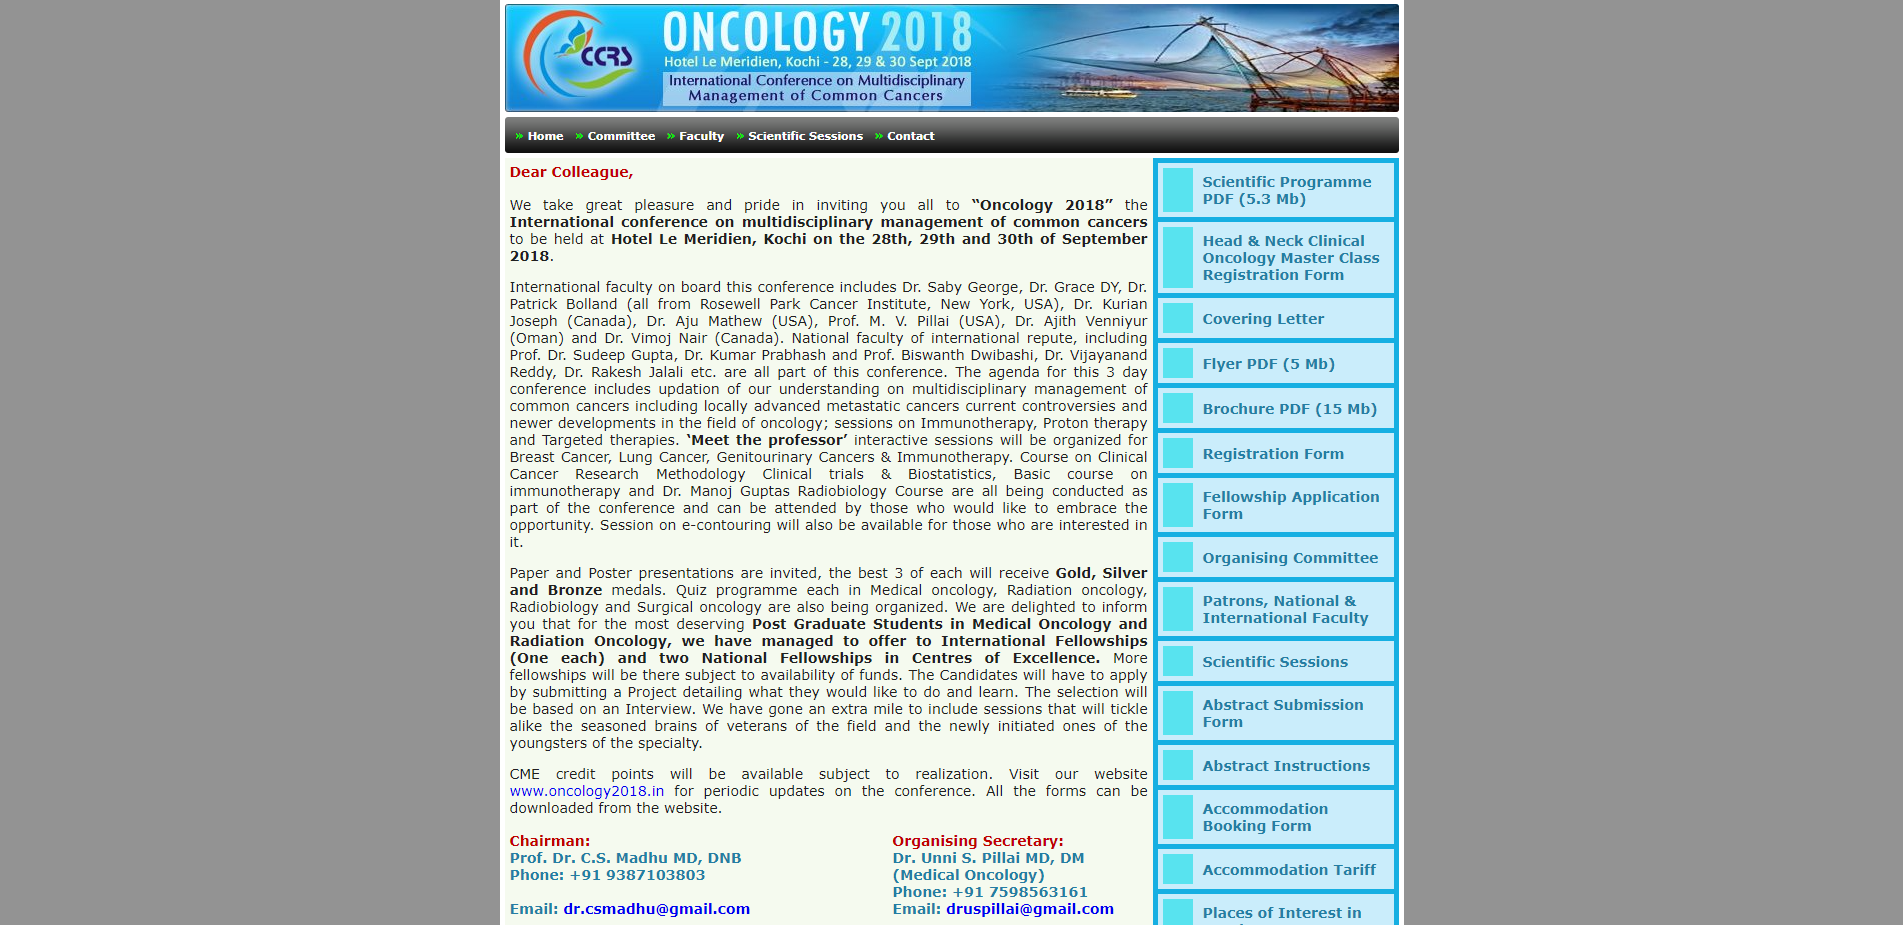 CCRS
ONCOLOGY 2018
Hotel Le Meridien, Kochi - 28, 29 & 30 Sept 2018
International Conference on Multidisciplinary
Management of Common Cancers
» Home » Committee » Faculty » Scientific Sessions » Contact
Dear Colleague,
We take great pleasure and pride in inviting you all to “Oncology 2018” the
International conference on multidisciplinary management of common cancers
to be held at Hotel Le Meridien, Kochi on the 28th, 29th and 30th of September
2018.
International faculty on board this conference includes Dr. Saby George, Dr. Grace DY, Dr.
Patrick Bolland (all from Rosewell Park Cancer Institute, New York, USA), Dr. Kurian
Joseph (Canada), Dr. Aju Mathew (USA), Prof. M. V. Pillai (USA), Dr. Ajith Venniyur
(Oman) and Dr. Vimoj Nair (Canada). National faculty of international repute, including
Prof. Dr. Sudeep Gupta, Dr. Kumar Prabhash and Prof. Biswanth Dwibashi, Dr. Vijayanand
Reddy, Dr. Rakesh Jalali etc. are all part of this conference. The agenda for this 3 day
conference includes updation of our understanding on multidisciplinary management of
common cancers including locally advanced metastatic cancers current controversies and
newer developments in the field of oncology; sessions on Immunotherapy, Proton therapy
and Targeted therapies. ‘Meet the professor’ interactive sessions will be organized for
Breast Cancer, Lung Cancer, Genitourinary Cancers & Immunotherapy. Course on Clinical
Cancer Research Methodology Clinical trials & Biostatistics, Basic course on
immunotherapy and Dr. Manoj Guptas Radiobiology Course are all being conducted as
part of the conference and can be attended by those who would like to embrace the
opportunity. Session on e-contouring will also be available for those who are interested in
it.
Paper and Poster presentations are invited, the best 3 of each will receive Gold, Silver
and Bronze medals. Quiz programme each in Medical oncology, Radiation oncology,
Radiobiology and Surgical oncology are also being organized. We are delighted to inform
you that for the most deserving Post Graduate Students in Medical Oncology and
Radiation Oncology, we have managed to offer to International Fellowships
(One each) and two National Fellowships in Centres of Excellence. More
fellowships will be there subject to availability of funds. The Candidates will have to apply
by submitting a Project detailing what they would like to do and learn. The selection will
be based on an Interview. We have gone an extra mile to include sessions that will tickle
alike the seasoned brains of veterans of the field and the newly initiated ones of the
youngsters of the specialty.
CME credit points will be available subject to realization. Visit our website
www.oncology2018.in for periodic updates on the conference. All the forms can be
downloaded from the website.
Chairman:
Prof. Dr. C.S. Madhu MD, DNB
Phone: +91 9387103803
Email: dr.csmadhu@gmail.com
Organising Secretary:
Dr. Unni S. Pillai MD, DM
(Medical Oncology)
Phone: +91 7598563161
Email: druspillai@gmail.com
Scientific Programme
PDF (5.3 Mb)
Head & Neck Clinical
Oncology Master Class
Registration Form
Covering Letter
Flyer PDF (5 Mb)
Brochure PDF (15 Mb)
Registration Form
Fellowship Application
Form
Organising Committee
Patrons, National &
International Faculty
Scientific Sessions
Abstract Submission
Form
Abstract Instructions
Accommodation
Booking Form
Accommodation Tariff
Places of Interest in